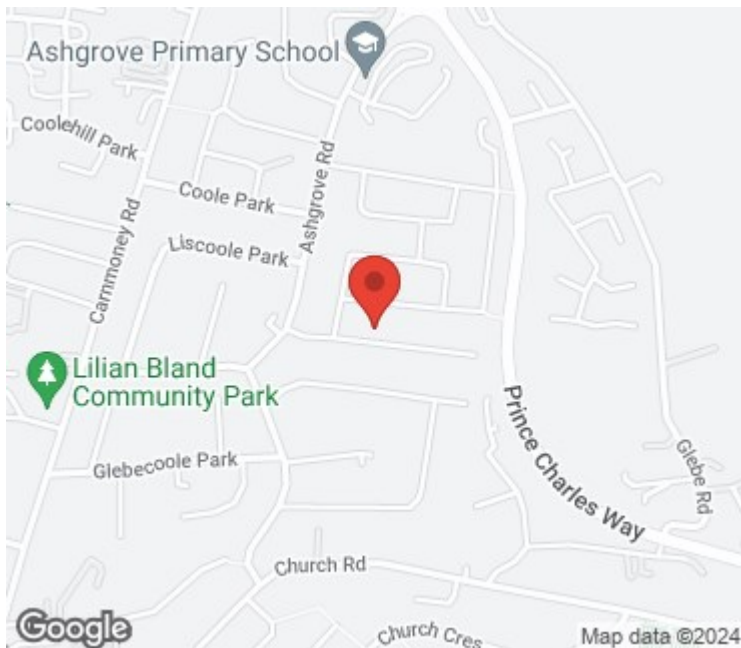 Ashgrove Primary School
Coolehill Park
Ashgrove Rd
Coole Park
Liscoole Park
Carnmoney Rd
Lilian Bland
Community Park
Prince Charles Way
Glebecoole Park
Glebe Rd
Church Rd
Church Cres
Google
Map data ©2024